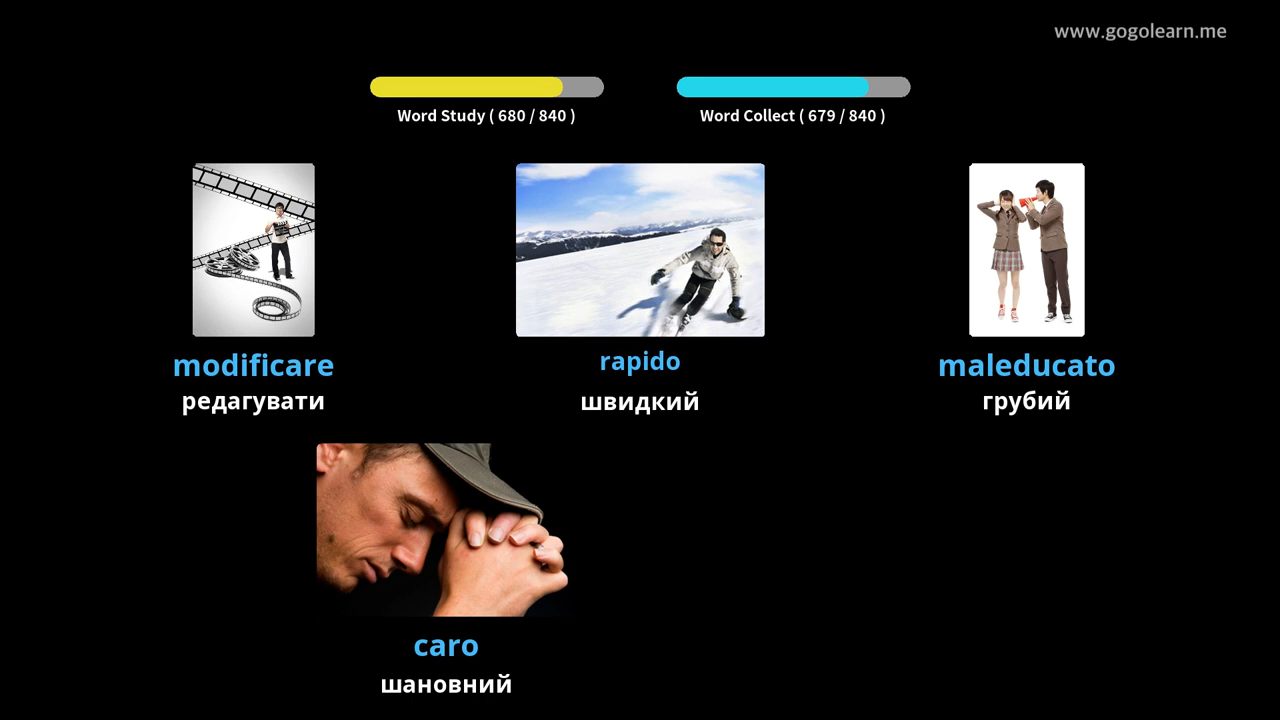 www.gogolearn.me
Word Study ( 680 / 840 )
Word Collect ( 679 / 840 )
modificare
редагувати
rapido
швидкий
maleducato
грубий
caro
шановний